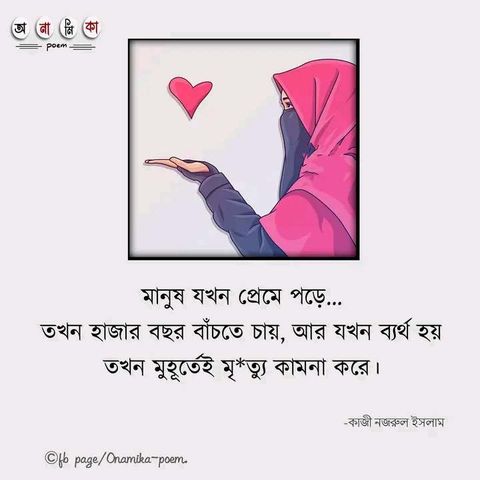 অনামিকা
poem
মানুষ যখন প্রেমে পড়ে...
তখন হাজার বছর বাঁচতে চায়, আর যখন ব্যর্থ হয়
তখন মুহূর্তেই মৃ*ত্যু কামনা করে।
-কাজী নজরুল ইসলাম
©fb page/Onamika-poem.